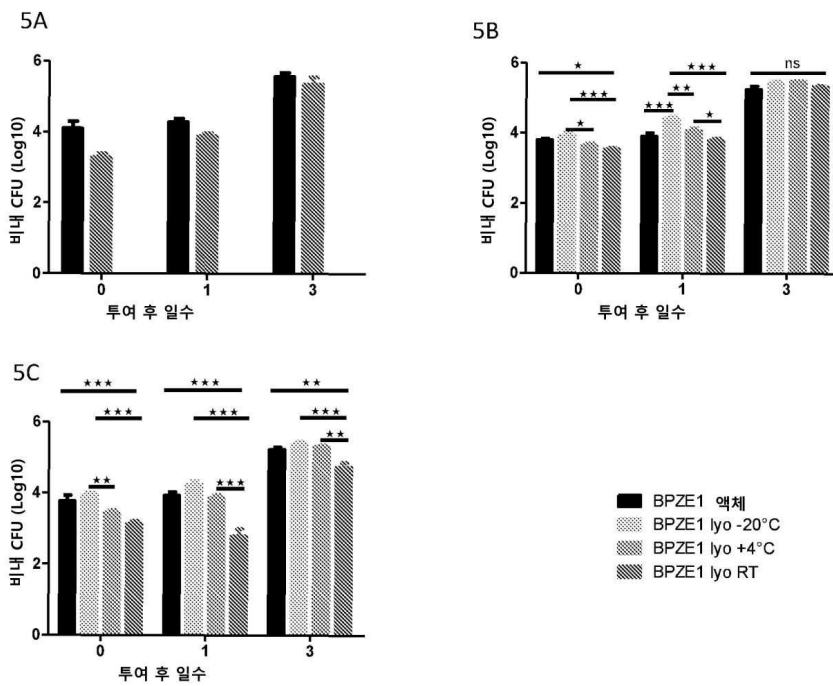 5A
6
4
2
0
비내 CFU (Log10)
0 1 3
투여 후 일수
5B
6
4
2
0
비내 CFU (Log10)
★ ★★★ ns
★★★ ★★
★ ★★★ ★
0 1 3
투여 후 일수
5C
6
4
2
0
비내 CFU (Log10)
★★★ ★★★ ★★
★★★ ★★★ ★★★
★★ ★★★ ★★
0 1 3
투여 후 일수
BPZE1 액체
BPZE1 lyo -20°C
BPZE1 lyo +4°C
BPZE1 lyo RT